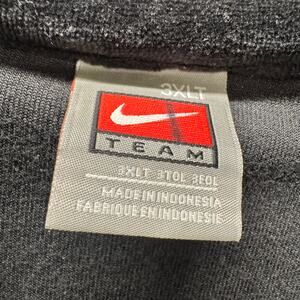 3XLT
TEAM
3XLT 3TGL 3EGL
MADE IN INDONESIA
FABRIQUE EN INDONESIE